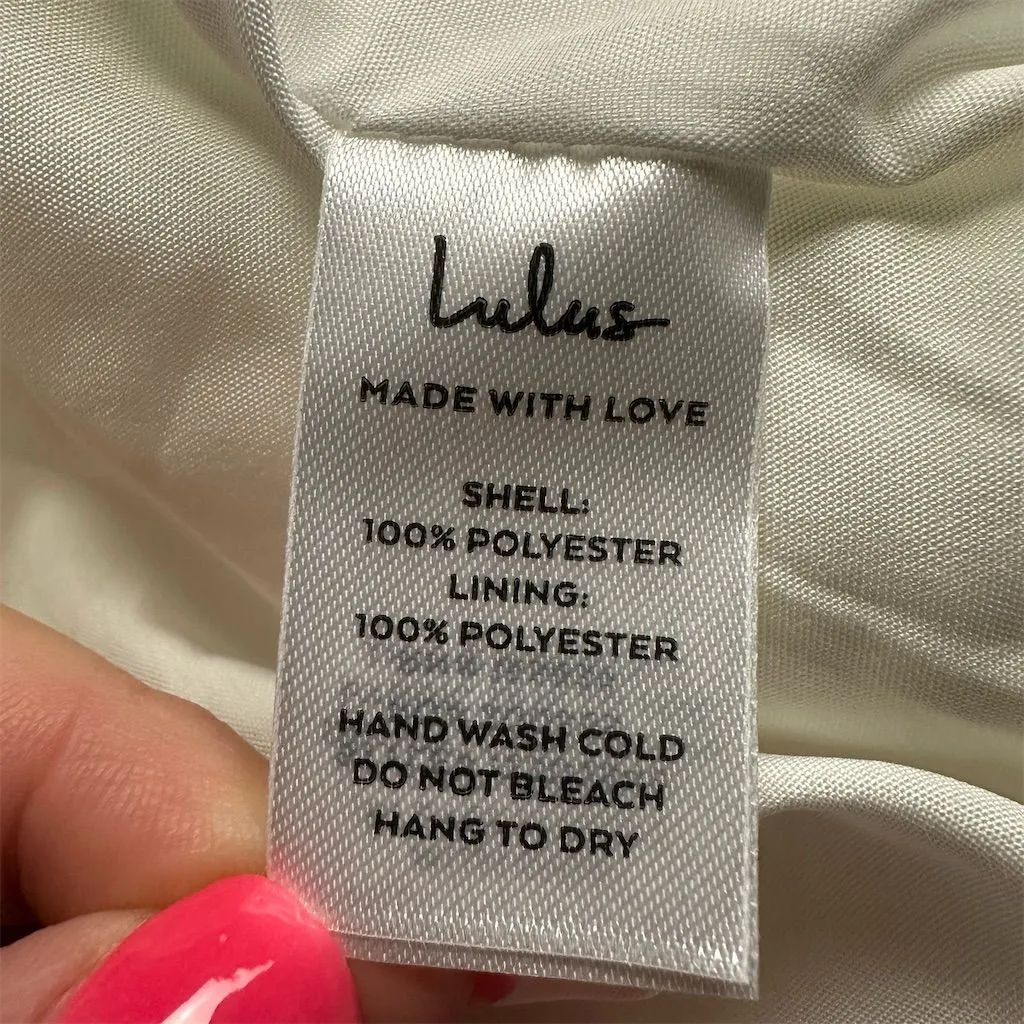 Lulus
MADE WITH LOVE
SHELL:
100% POLYESTER
LINING:
100% POLYESTER
HAND WASH COLD
DO NOT BLEACH
HANG TO DRY